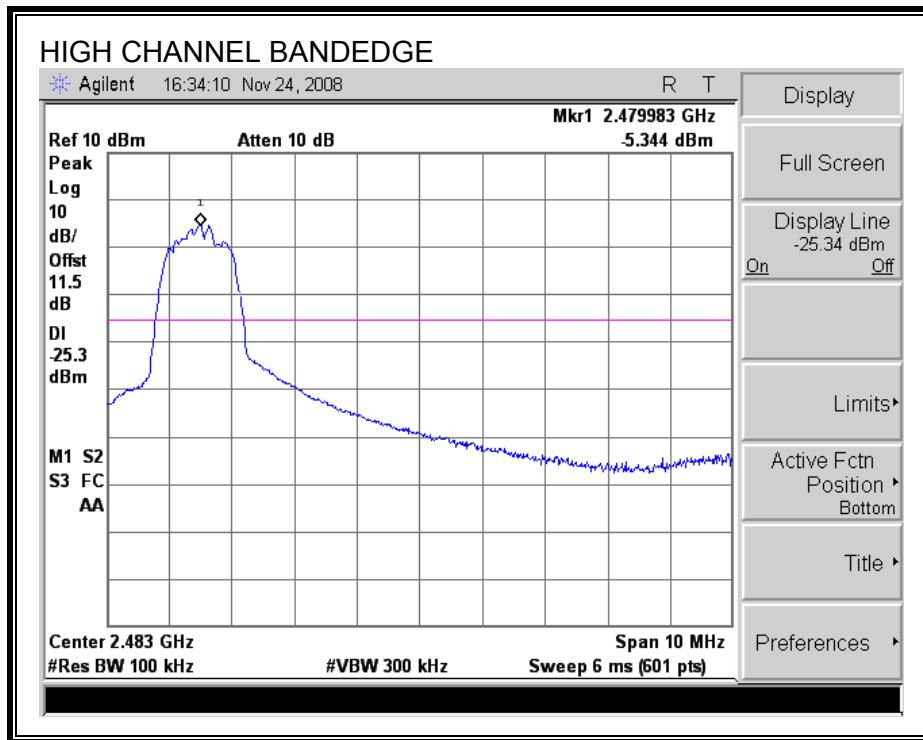 HIGH CHANNEL BANDEDGE
Agilent 16:34:10 Nov 24, 2008 R T
Mkr1 2.479983 GHz
Ref 10 dBm Atten 10 dB -5.344 dBm
Peak
Log
10
dB/
Offst
11.5
dB
DI
-25.3
dBm
M1 S2
S3 FC
AA
1
Center 2.483 GHz Span 10 MHz
#Res BW 100 kHz #VBW 300 kHz Sweep 6 ms (601 pts)
Display
Full Screen
Display Line
-25.34 dBm
On Off
Limits
Active Fctn
Position
Bottom
Title
Preferences